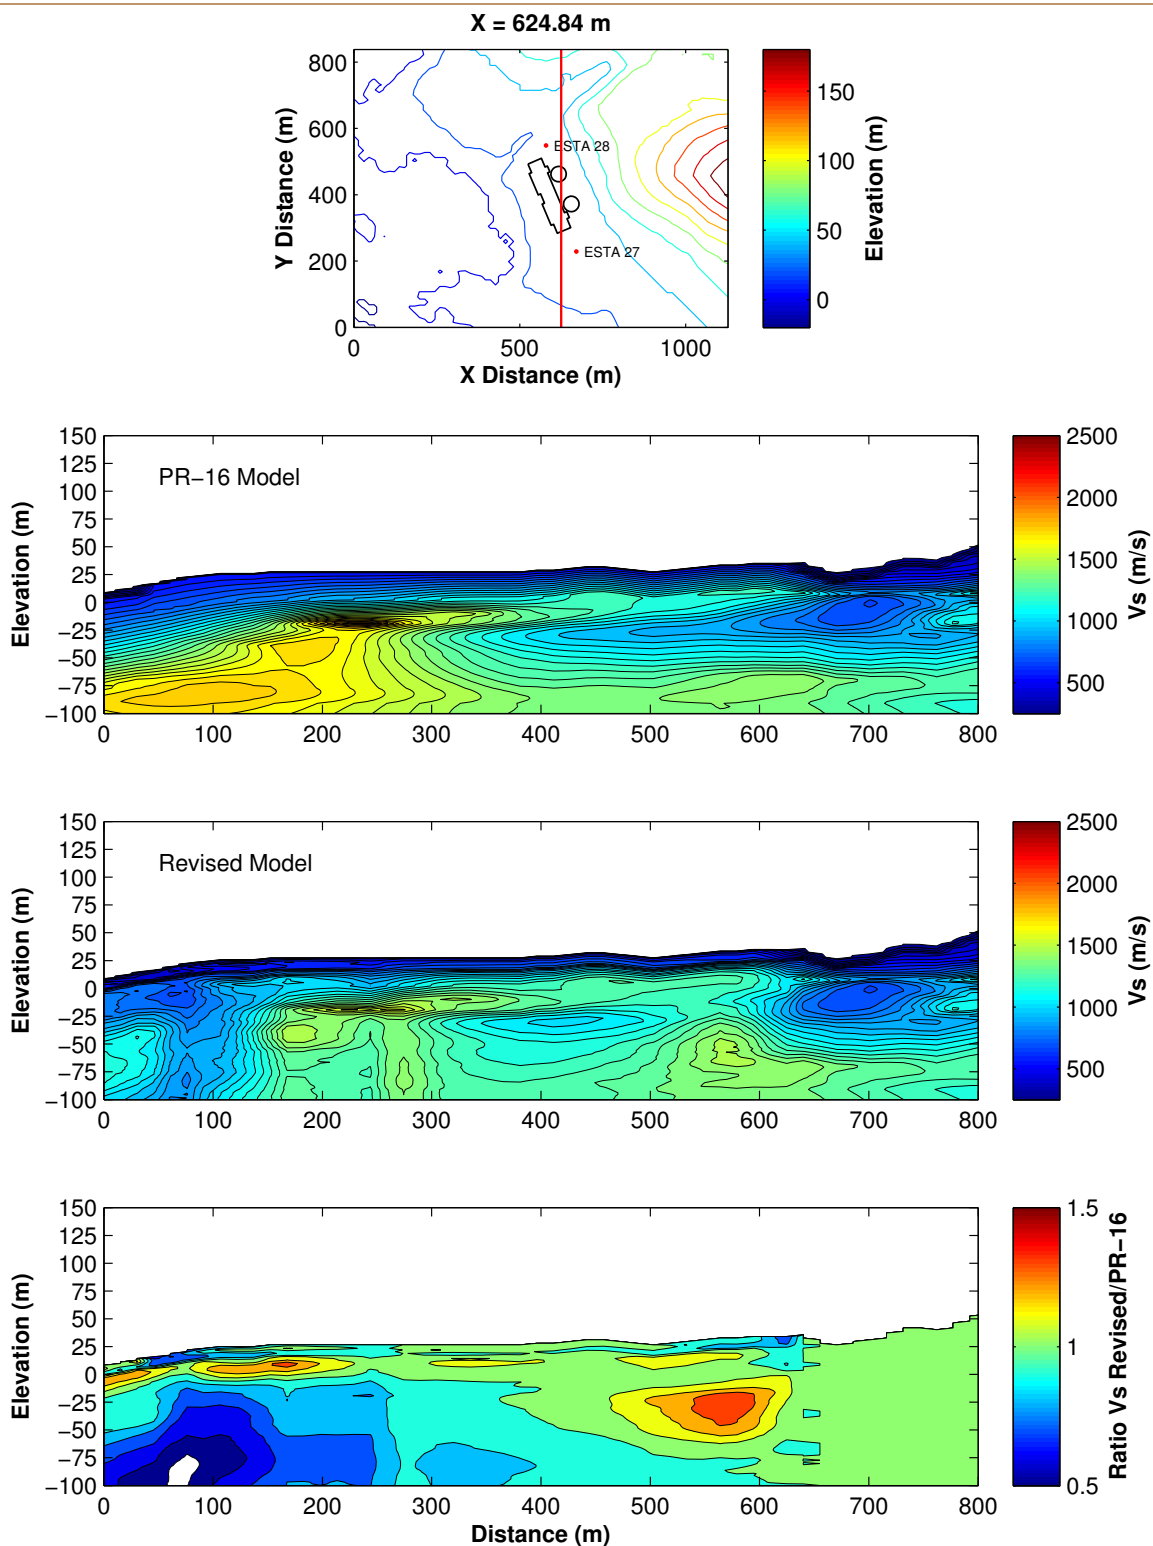 X = 624.84 m
800
600
400
200
0
Y Distance (m)
ESTA 28
ESTA 27
0 500 1000
X Distance (m)
150
100
50
0
Elevation (m)
150
125
100
75
50
25
0
−25
−50
−75
−100
Elevation (m)
PR−16 Model
0 100 200 300 400 500 600 700 800
2500
2000
1500
1000
500
Vs (m/s)
150
125
100
75
50
25
0
−25
−50
−75
−100
Elevation (m)
Revised Model
0 100 200 300 400 500 600 700 800
2500
2000
1500
1000
500
Vs (m/s)
150
125
100
75
50
25
0
−25
−50
−75
−100
Elevation (m)
0 100 200 300 400 500 600 700 800
Distance (m)
1.5
1
0.5
Ratio Vs Revised/PR−16